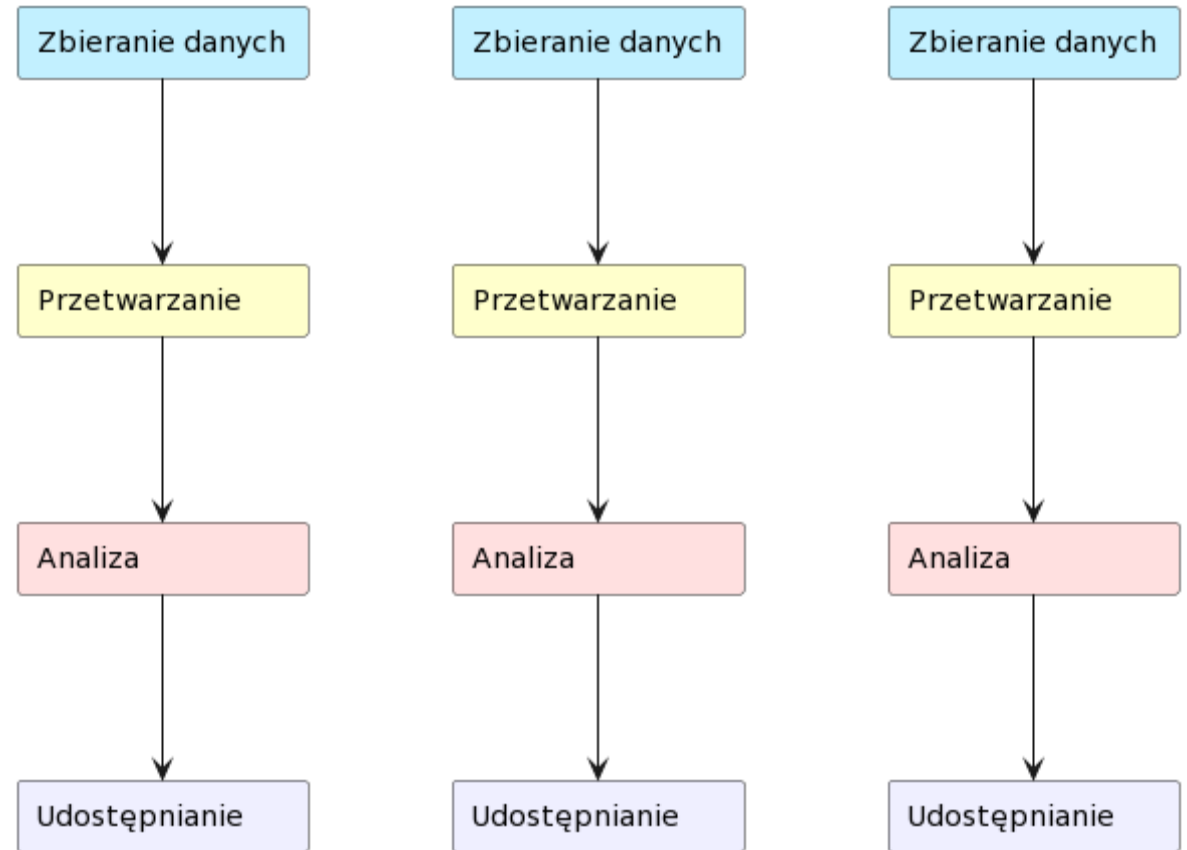 Zbieranie danych Zbieranie danych Zbieranie danych
Przetwarzanie Przetwarzanie Przetwarzanie
Analiza Analiza Analiza
Udostępnianie Udostępnianie Udostępnianie